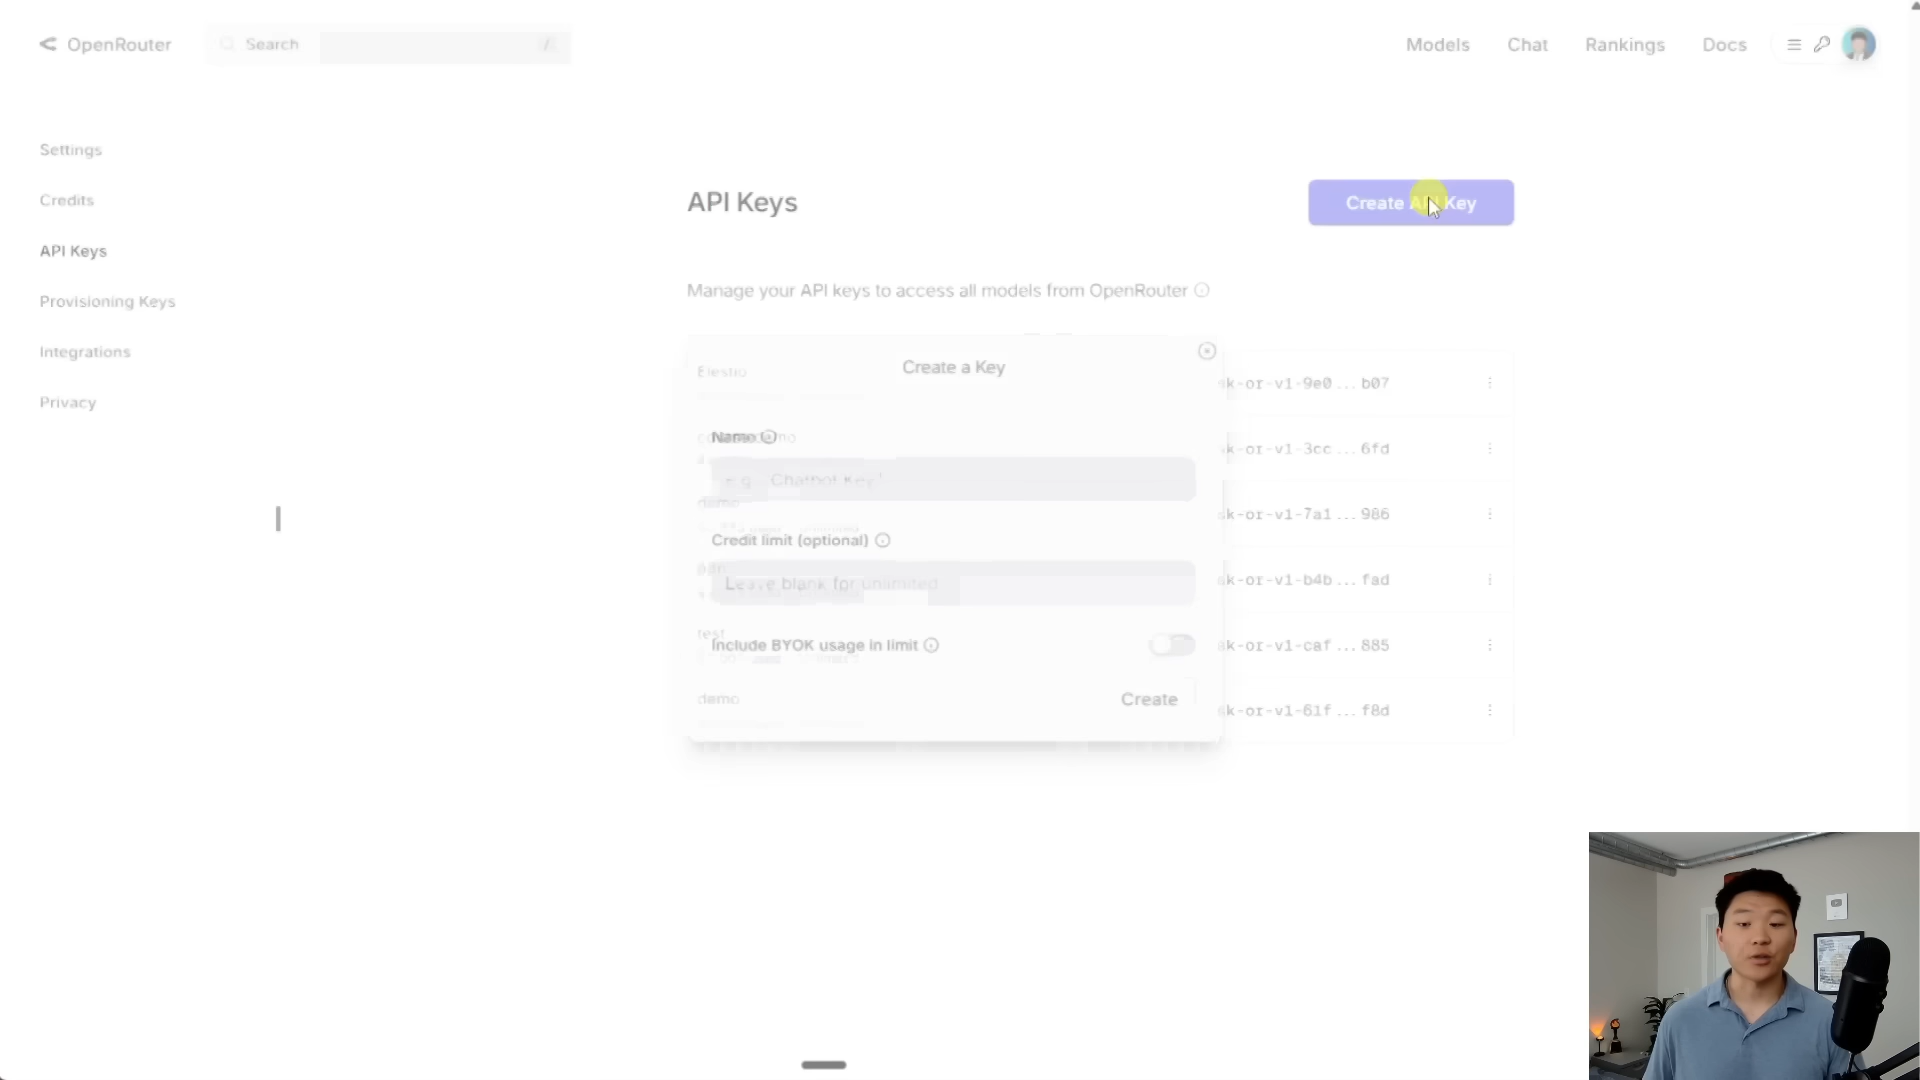 OpenRouter
Search
/
Models
Chat
Rankings
Docs
Settings
Credits
API Keys
Provisioning Keys
Integrations
Privacy
API Keys
Create API Key
Manage your API keys to access all models from OpenRouter
Create a Key
Elestio
sk-or-v1-9e0...b07
Name
sk-or-v1-3cc...6fd
E.g. "Chatbot Key"
sk-or-v1-7a1...986
Credit limit (optional)
Leave blank for unlimited
sk-or-v1-b4b...fad
test
Include BYOK usage in limit
sk-or-v1-caf...885
demo
Create
sk-or-v1-61f...f8d